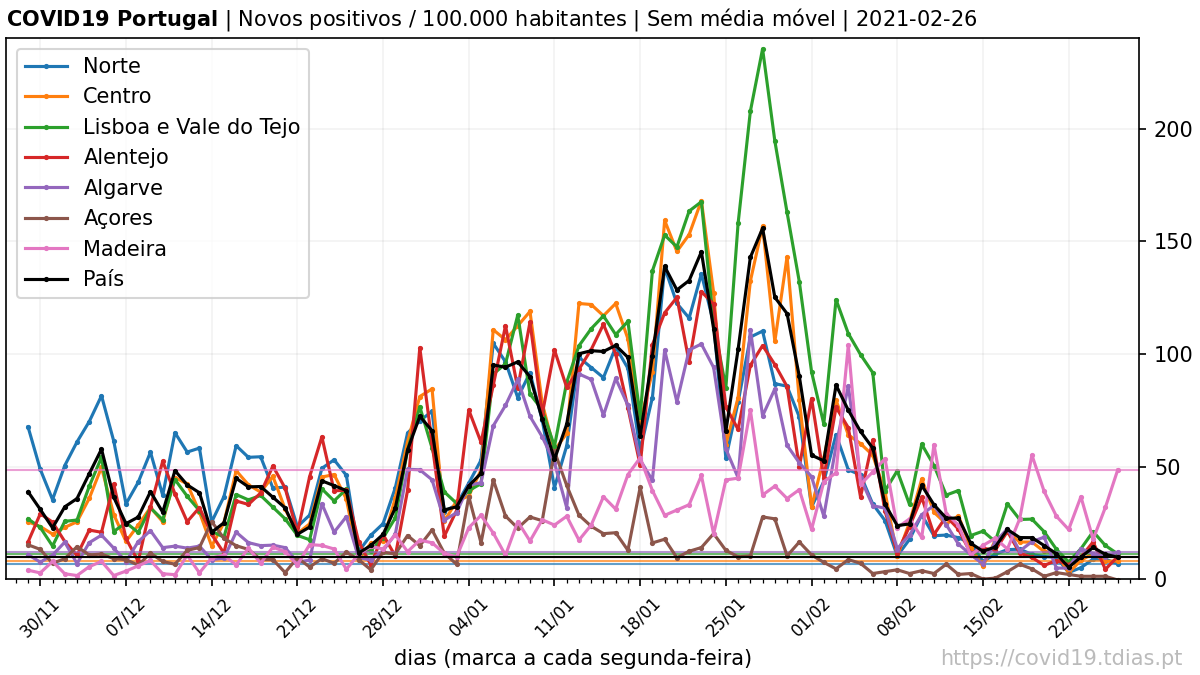 COVID19 Portugal | Novos positivos / 100.000 habitantes | Sem média móvel | 2021-02-26
Norte
Centro
Lisboa e Vale do Tejo
Alentejo
Algarve
Açores
Madeira
País
200
150
100
50
0
30/11 07/12 14/12 21/12 28/12 04/01 11/01 18/01 25/01 01/02 08/02 15/02 22/02
dias (marca a cada segunda-feira)
https://covid19.tdias.pt